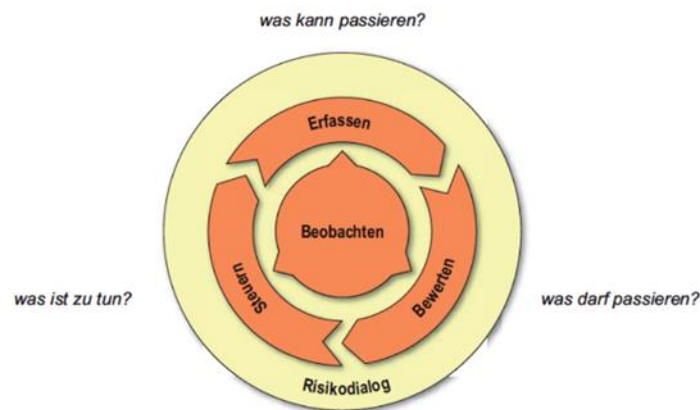 was kann passieren?
Erfassen
Beobachten
Steuern
Bewerten
was ist zu tun?
was darf passieren?
Risikodialog